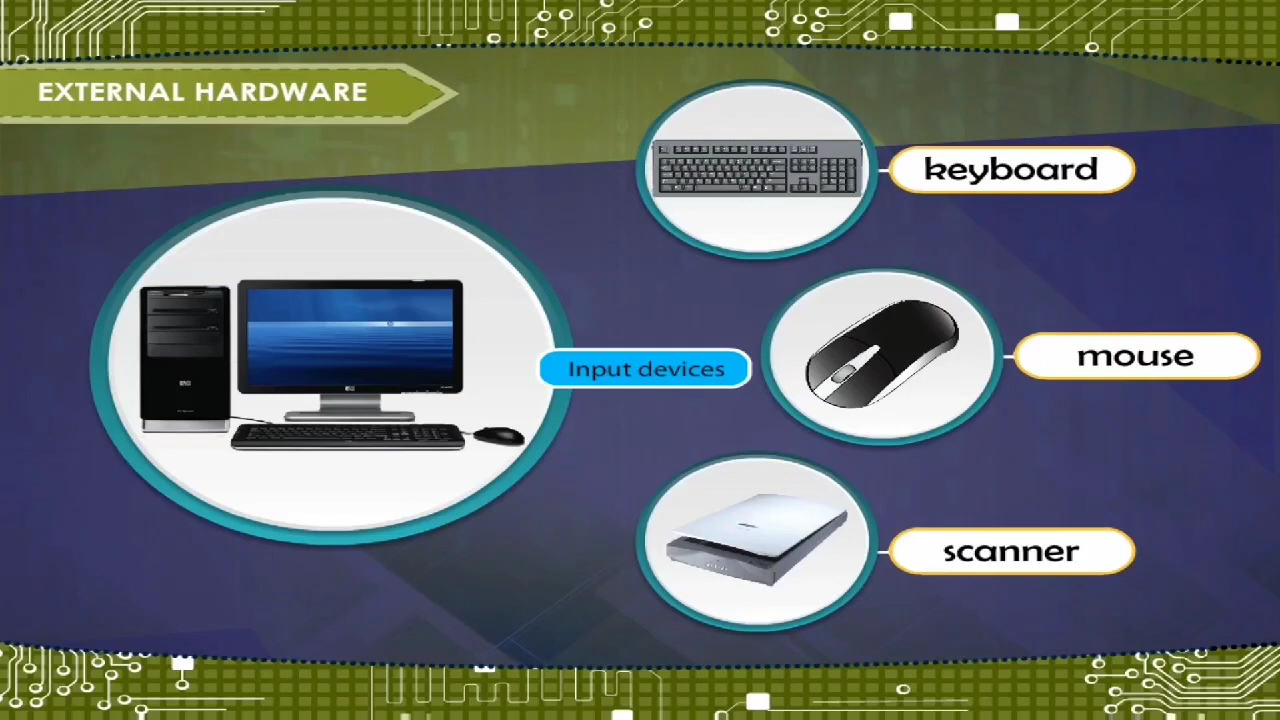 EXTERNAL HARDWARE
keyboard
Input devices
mouse
scanner